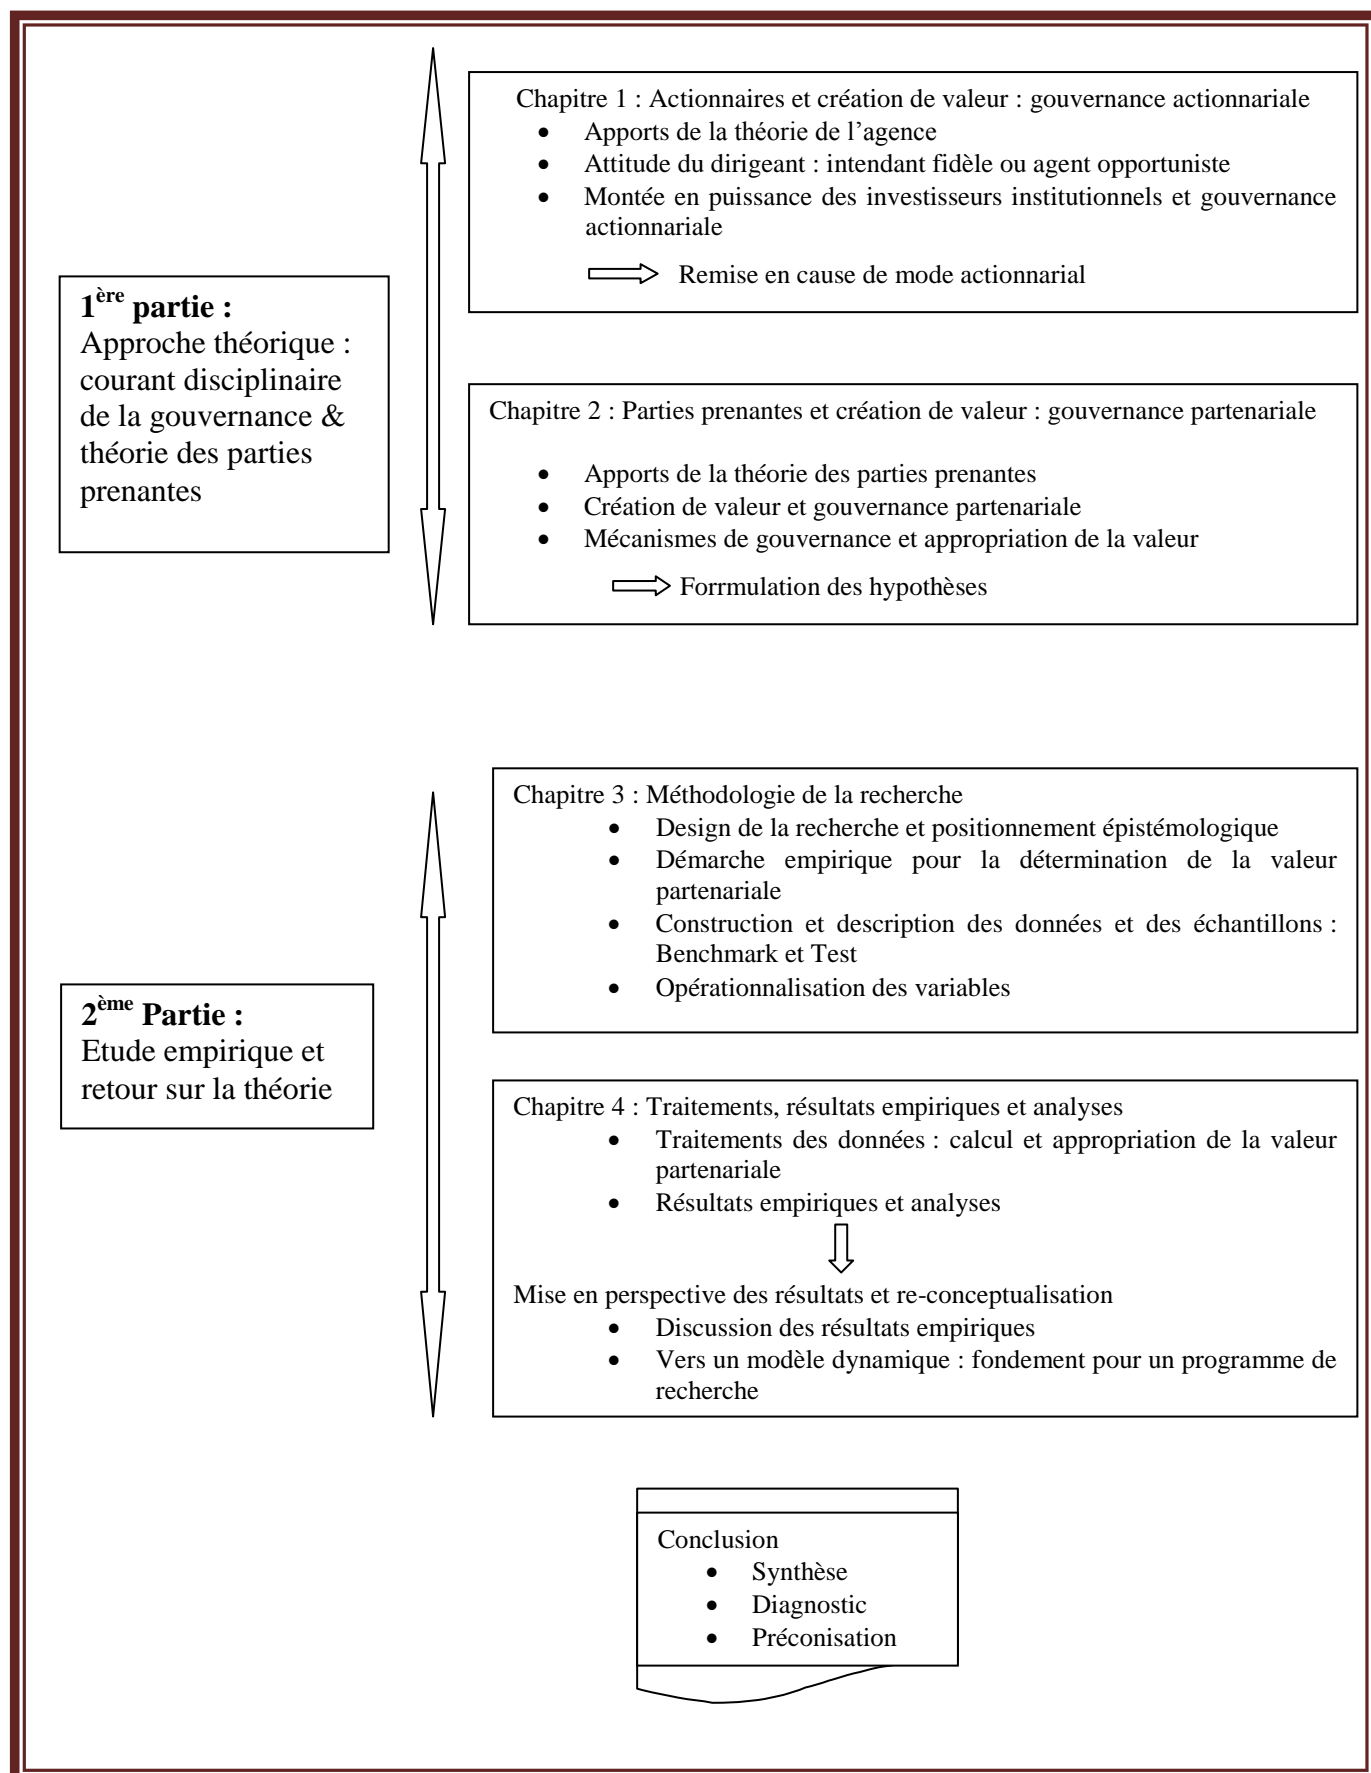 Chapitre 1 : Actionnaires et création de valeur : gouvernance actionnariale
• Apports de la théorie de l’agence
• Attitude du dirigeant : intendant fidèle ou agent opportuniste
• Montée en puissance des investisseurs institutionnels et gouvernance
actionnariale
Remise en cause de mode actionnarial
1ère partie :
Approche théorique :
courant disciplinaire
de la gouvernance &
théorie des parties
prenantes
Chapitre 2 : Parties prenantes et création de valeur : gouvernance partenariale
• Apports de la théorie des parties prenantes
• Création de valeur et gouvernance partenariale
• Mécanismes de gouvernance et appropriation de la valeur
Forrmulation des hypothèses
Chapitre 3 : Méthodologie de la recherche
• Design de la recherche et positionnement épistémologique
• Démarche empirique pour la détermination de la valeur
partenariale
• Construction et description des données et des échantillons :
Benchmark et Test
• Opérationnalisation des variables
2ème Partie :
Etude empirique et
retour sur la théorie
Chapitre 4 : Traitements, résultats empiriques et analyses
• Traitements des données : calcul et appropriation de la valeur
partenariale
• Résultats empiriques et analyses
Mise en perspective des résultats et re-conceptualisation
• Discussion des résultats empiriques
• Vers un modèle dynamique : fondement pour un programme de
recherche
Conclusion
• Synthèse
• Diagnostic
• Préconisation